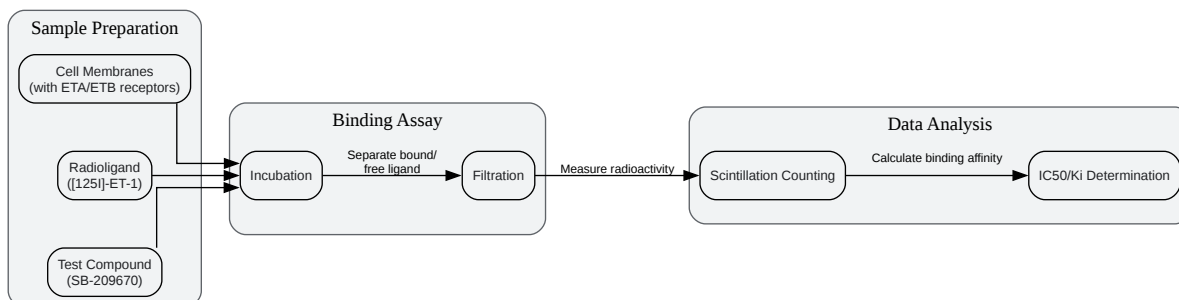 Sample Preparation
Cell Membranes
(with ETA/ETB receptors)
Radioligand
([125I]-ET-1)
Test Compound
(SB-209670)
Binding Assay
Incubation
Separate bound/
free ligand
Filtration
Measure radioactivity
Data Analysis
Scintillation Counting
Calculate binding affinity
IC50/Ki Determination